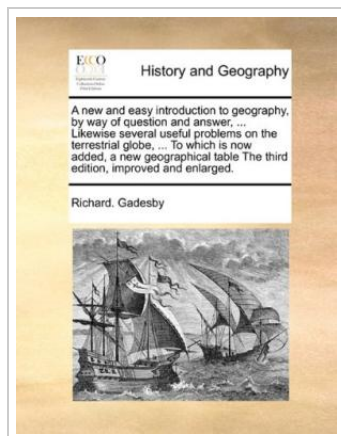 ECCO
History and Geography
A new and easy introduction to geography,
by way of question and answer, ...
Likewise several useful problems on the
terrestrial globe, ... To which is now
added, a new geographical table The third
edition, improved and enlarged.
Richard. Gadesby